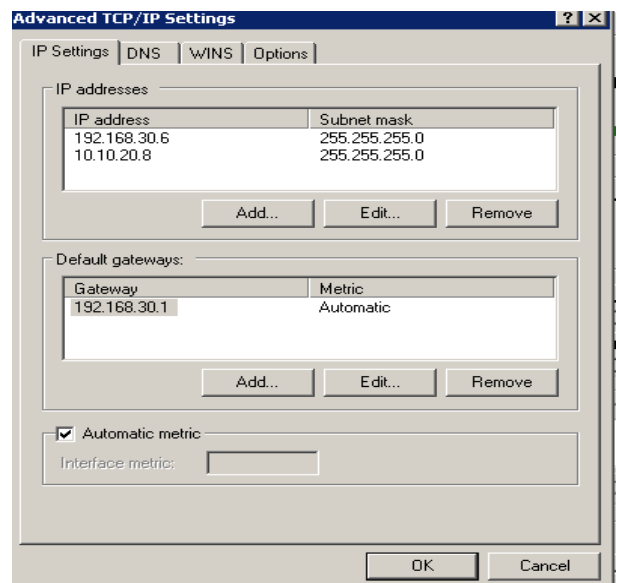 Advanced TCP/IP Settings ? ×
IP Settings DNS WINS Options
IP addresses
IP address Subnet mask
192.168.30.6 255.255.255.0
10.10.20.8 255.255.255.0
Add... Edit... Remove
Default gateways:
Gateway Metric
192.168.30.1 Automatic
Add... Edit... Remove
Automatic metric
Interface metric:
OK Cancel